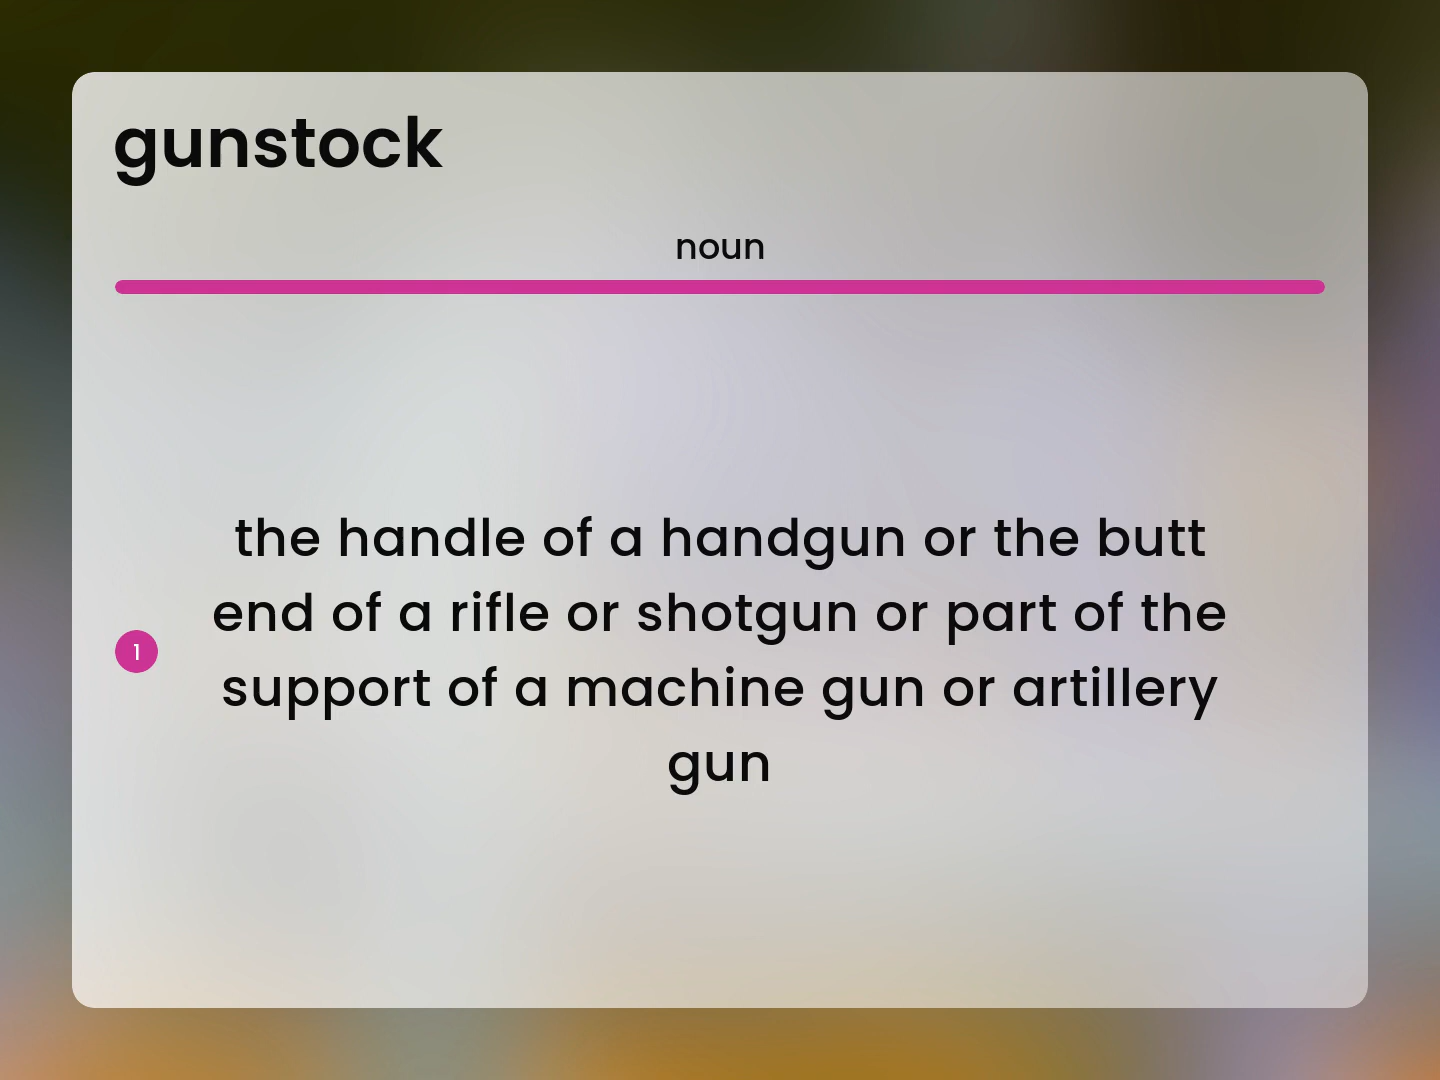 gunstock
noun
the handle of a handgun or the butt
end of a rifle or shotgun or part of the
1
support of a machine gun or artillery
gun